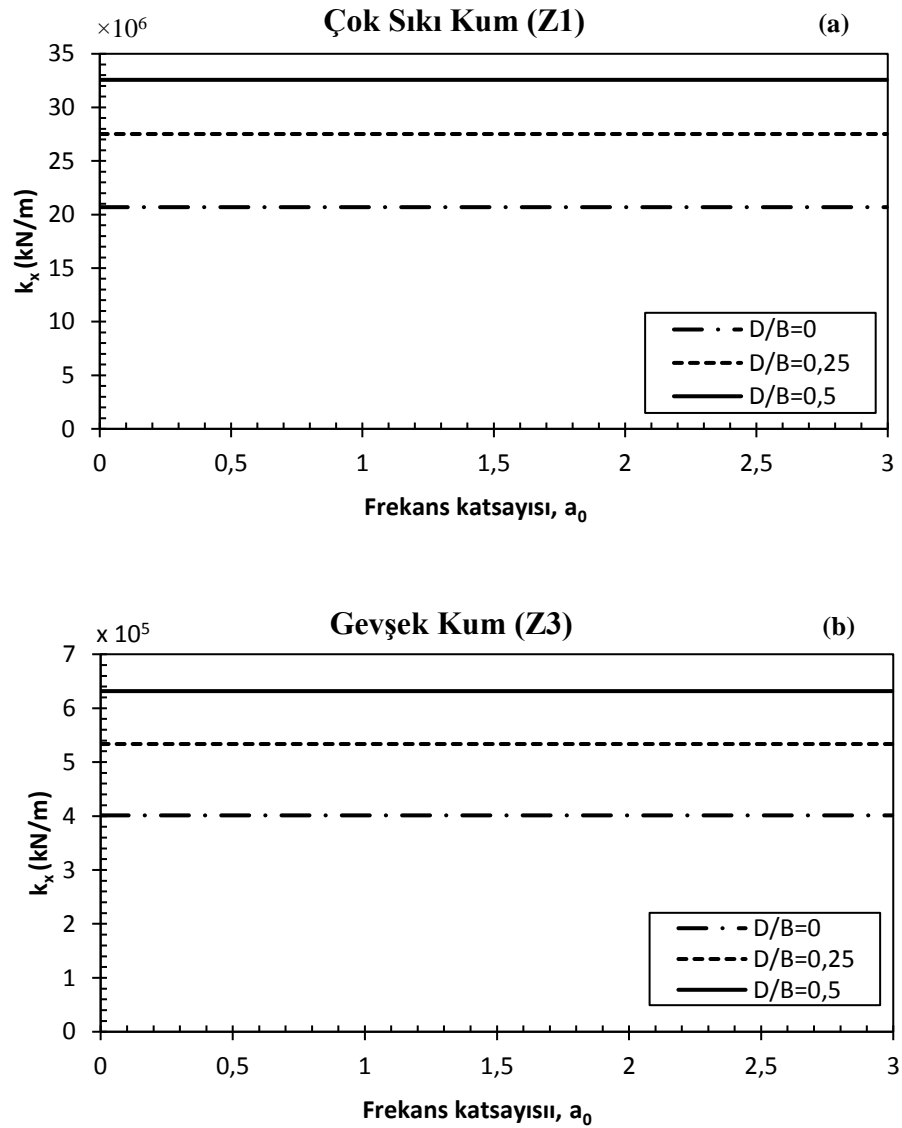 ×10⁶
Çok Sıkı Kum (Z1)
(a)
35
30
25
20
15
10
5
0
kₓ (kN/m)
D/B=0
D/B=0,25
D/B=0,5
0 0,5 1 1,5 2 2,5 3
Frekans katsayısı, a₀
x 10⁵
Gevşek Kum (Z3)
(b)
7
6
5
4
3
2
1
0
kₓ (kN/m)
D/B=0
D/B=0,25
D/B=0,5
0 0,5 1 1,5 2 2,5 3
Frekans katsayısıı, a₀